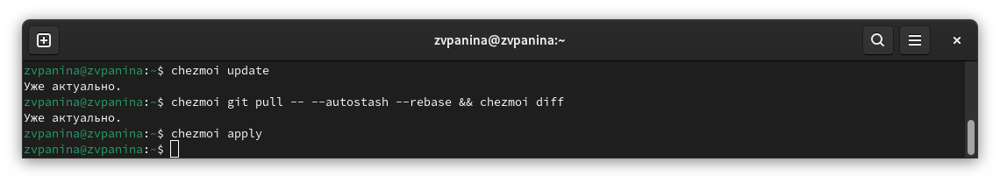 zvpanina@zvpanina:~
zvpanina@zvpanina:~$ chezmoi update
Уже актуально.
zvpanina@zvpanina:~$ chezmoi git pull -- --autostash --rebase && chezmoi diff
Уже актуально.
zvpanina@zvpanina:~$ chezmoi apply
zvpanina@zvpanina:~$